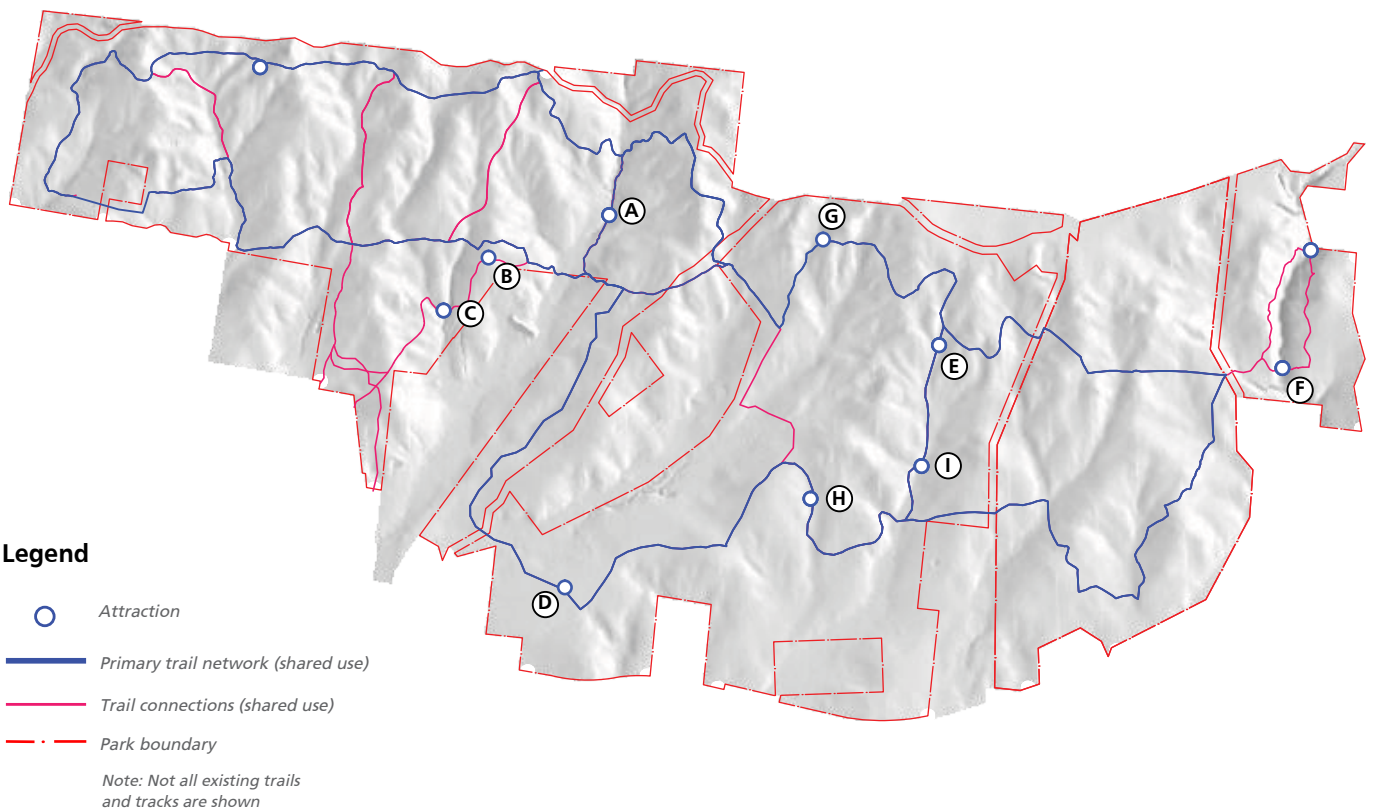 G
A
B
C
E
F
I
H
D
Legend
Attraction
Primary trail network (shared use)
Trail connections (shared use)
Park boundary
Note: Not all existing trails
and tracks are shown